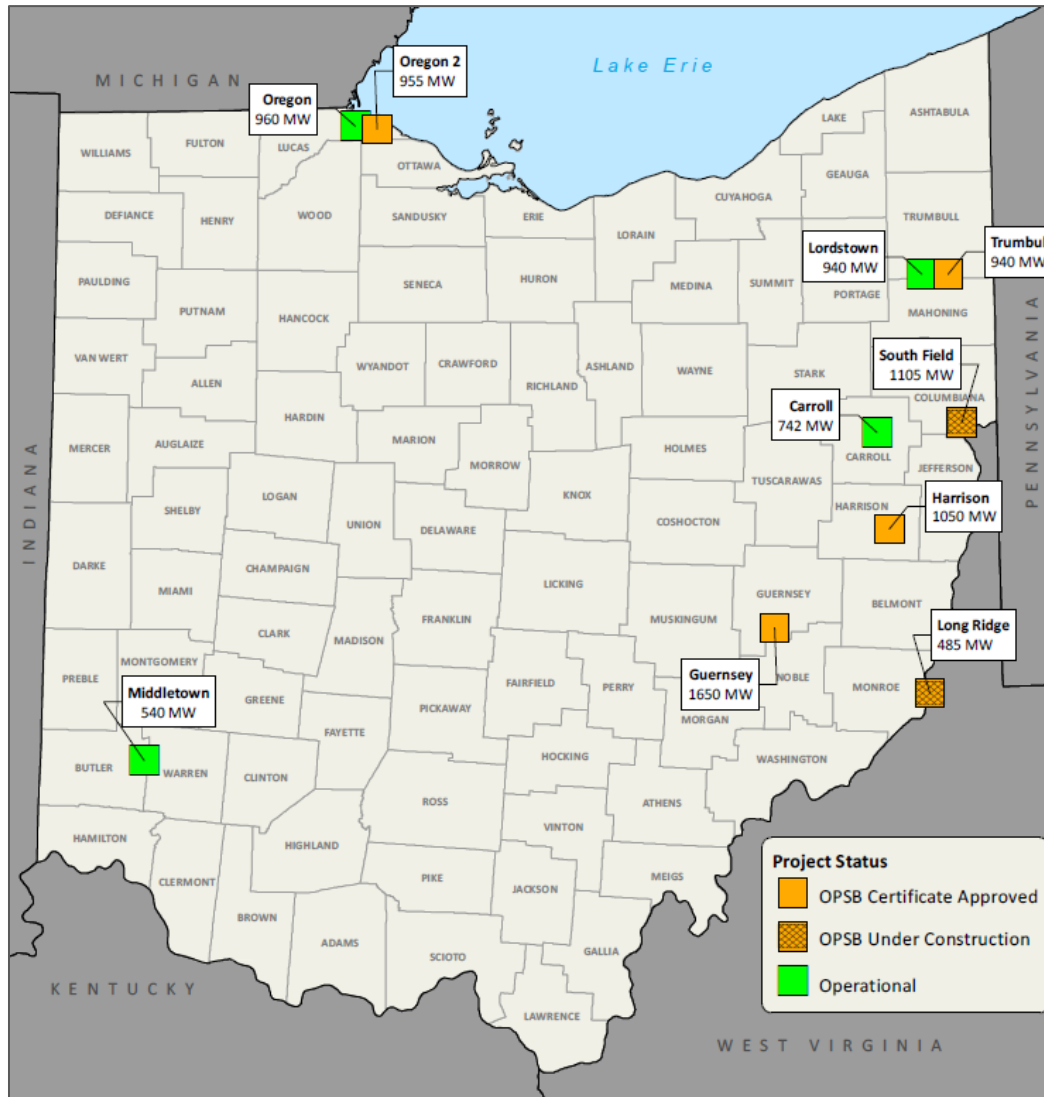 MICHIGAN
Lake Erie
Oregon 2
955 MW
Oregon
960 MW
ASHTABULA
LAKE
FULTON
LUCAS
WILLIAMS
OTTAWA
GEAUGA
CUYAHOGA
DEFIANCE
HENRY
WOOD
SANDUSKY
ERIE
LORAIN
TRUMBULL
Lordstown
940 MW
Trumbul
940 MW
PAULDING
SENECA
HURON
MEDINA
SUMMIT
PORTAGE
PUTNAM
HANCOCK
MAHONING
VAN WERT
WYANDOT
CRAWFORD
ASHLAND
WAYNE
STARK
South Field
1105 MW
ALLEN
RICHLAND
COLUMBIANA
HARDIN
Carroll
742 MW
MERCER
AUGLAIZE
MARION
HOLMES
CARROLL
MORROW
JEFFERSON
PENNSYLVANIA
INDIANA
LOGAN
KNOX
TUSCARAWAS
Harrison
1050 MW
SHELBY
UNION
DELAWARE
COSHOCTON
HARRISON
DARKE
CHAMPAIGN
LICKING
MIAMI
GUERNSEY
BELMONT
FRANKLIN
MUSKINGUM
CLARK
MADISON
Long Ridge
485 MW
MONTGOMERY
PREBLE
FAIRFIELD
PERRY
Guernsey
1650 MW
NOBLE
MONROE
Middletown
540 MW
GREENE
PICKAWAY
MORGAN
FAYETTE
HOCKING
WASHINGTON
BUTLER
WARREN
CLINTON
ROSS
ATHENS
VINTON
HAMILTON
HIGHLAND
CLERMONT
PIKE
JACKSON
MEIGS
BROWN
ADAMS
SCIOTO
GALLIA
LAWRENCE
KENTUCKY
WEST VIRGINIA
Project Status
OPSB Certificate Approved
OPSB Under Construction
Operational